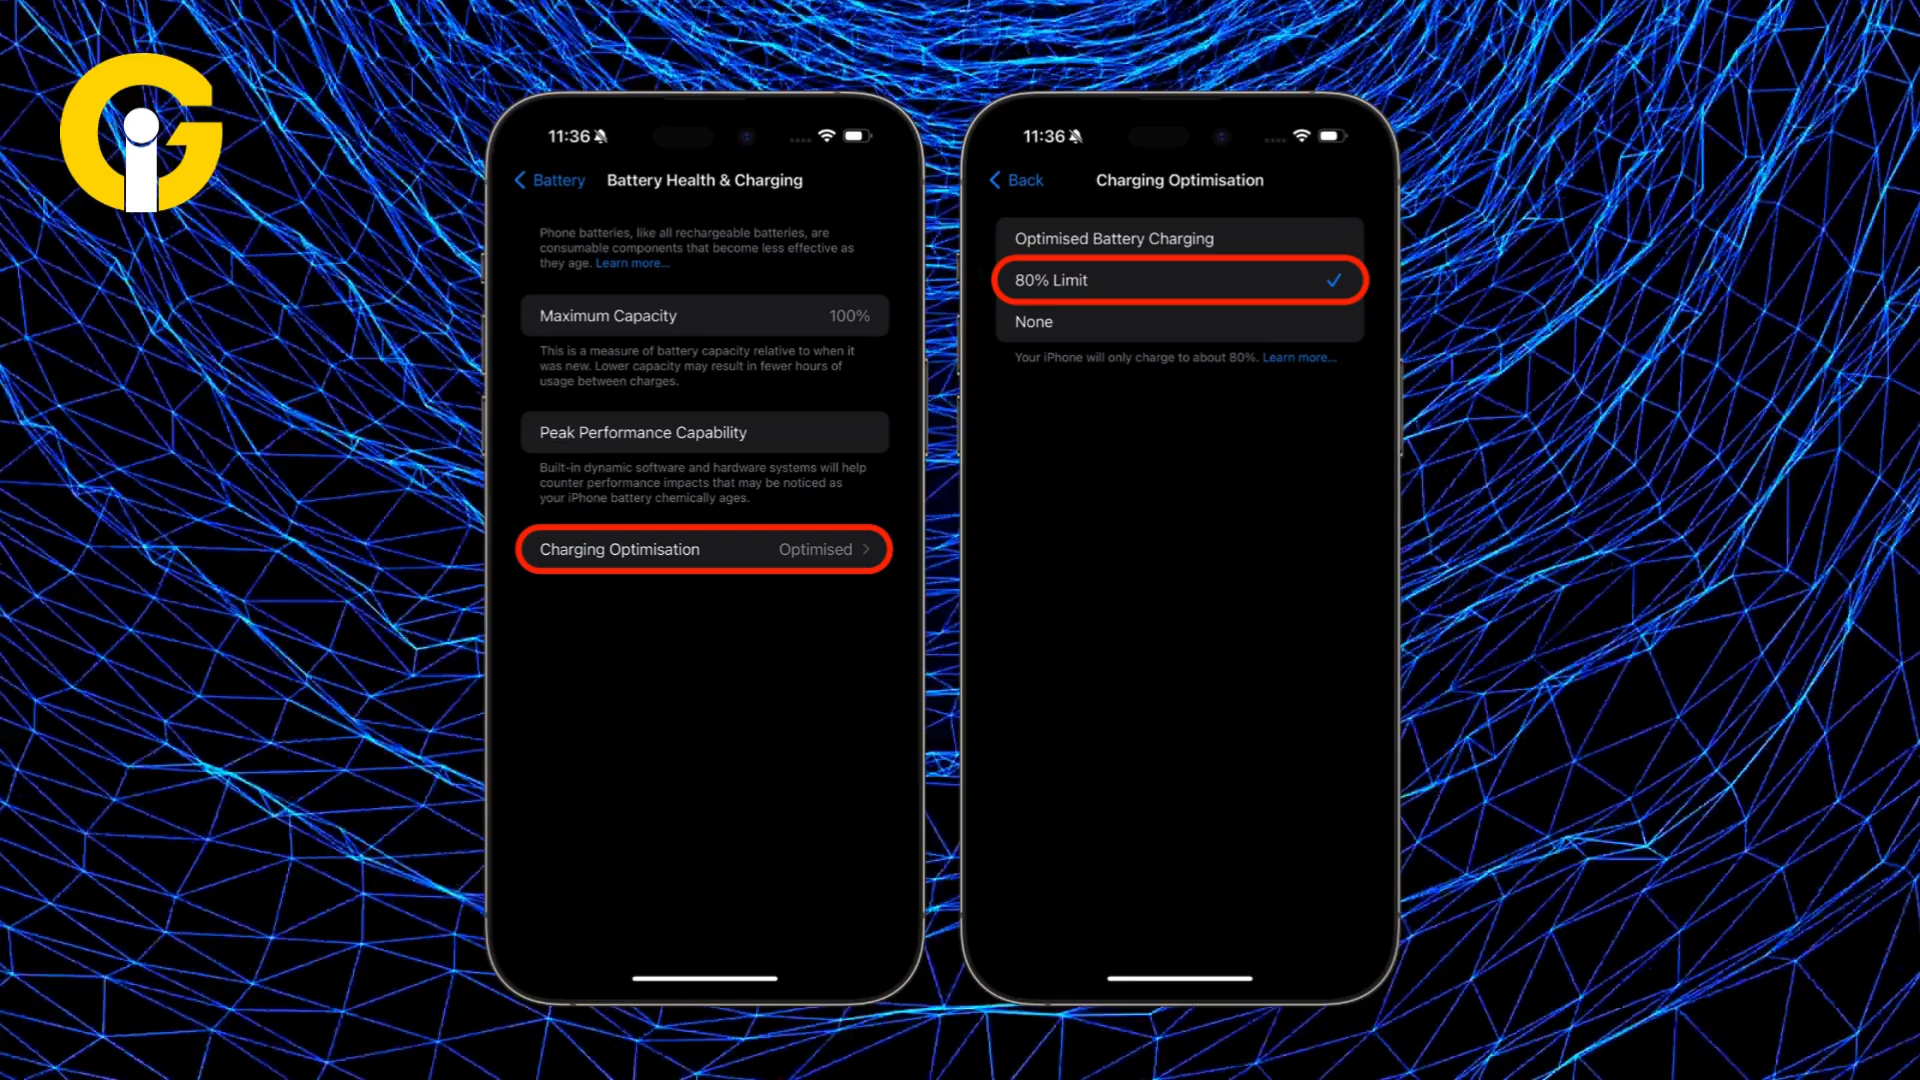 Gi
11:36
Battery
Battery Health & Charging
Phone batteries, like all rechargeable batteries, are
consumable components that become less effective as
they age. Learn more...
Maximum Capacity 100%
This is a measure of battery capacity relative to when it
was new. Lower capacity may result in fewer hours of
usage between charges.
Peak Performance Capability
Built-in dynamic software and hardware systems will help
counter performance impacts that may be noticed as
your iPhone battery chemically ages.
Charging Optimisation Optimised
11:36
Back
Charging Optimisation
Optimised Battery Charging
80% Limit
None
Your iPhone will only charge to about 80%. Learn more...